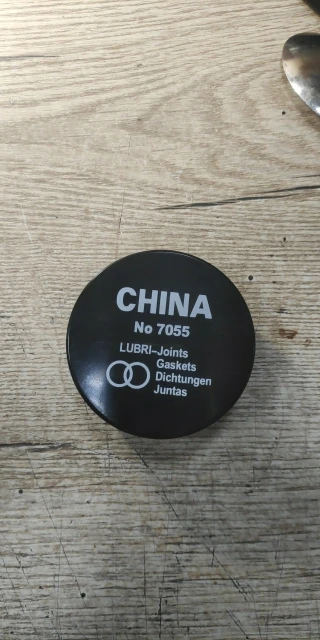 CHINA
No 7055
LUBRI-Joints
Gaskets
Dichtungen
Juntas